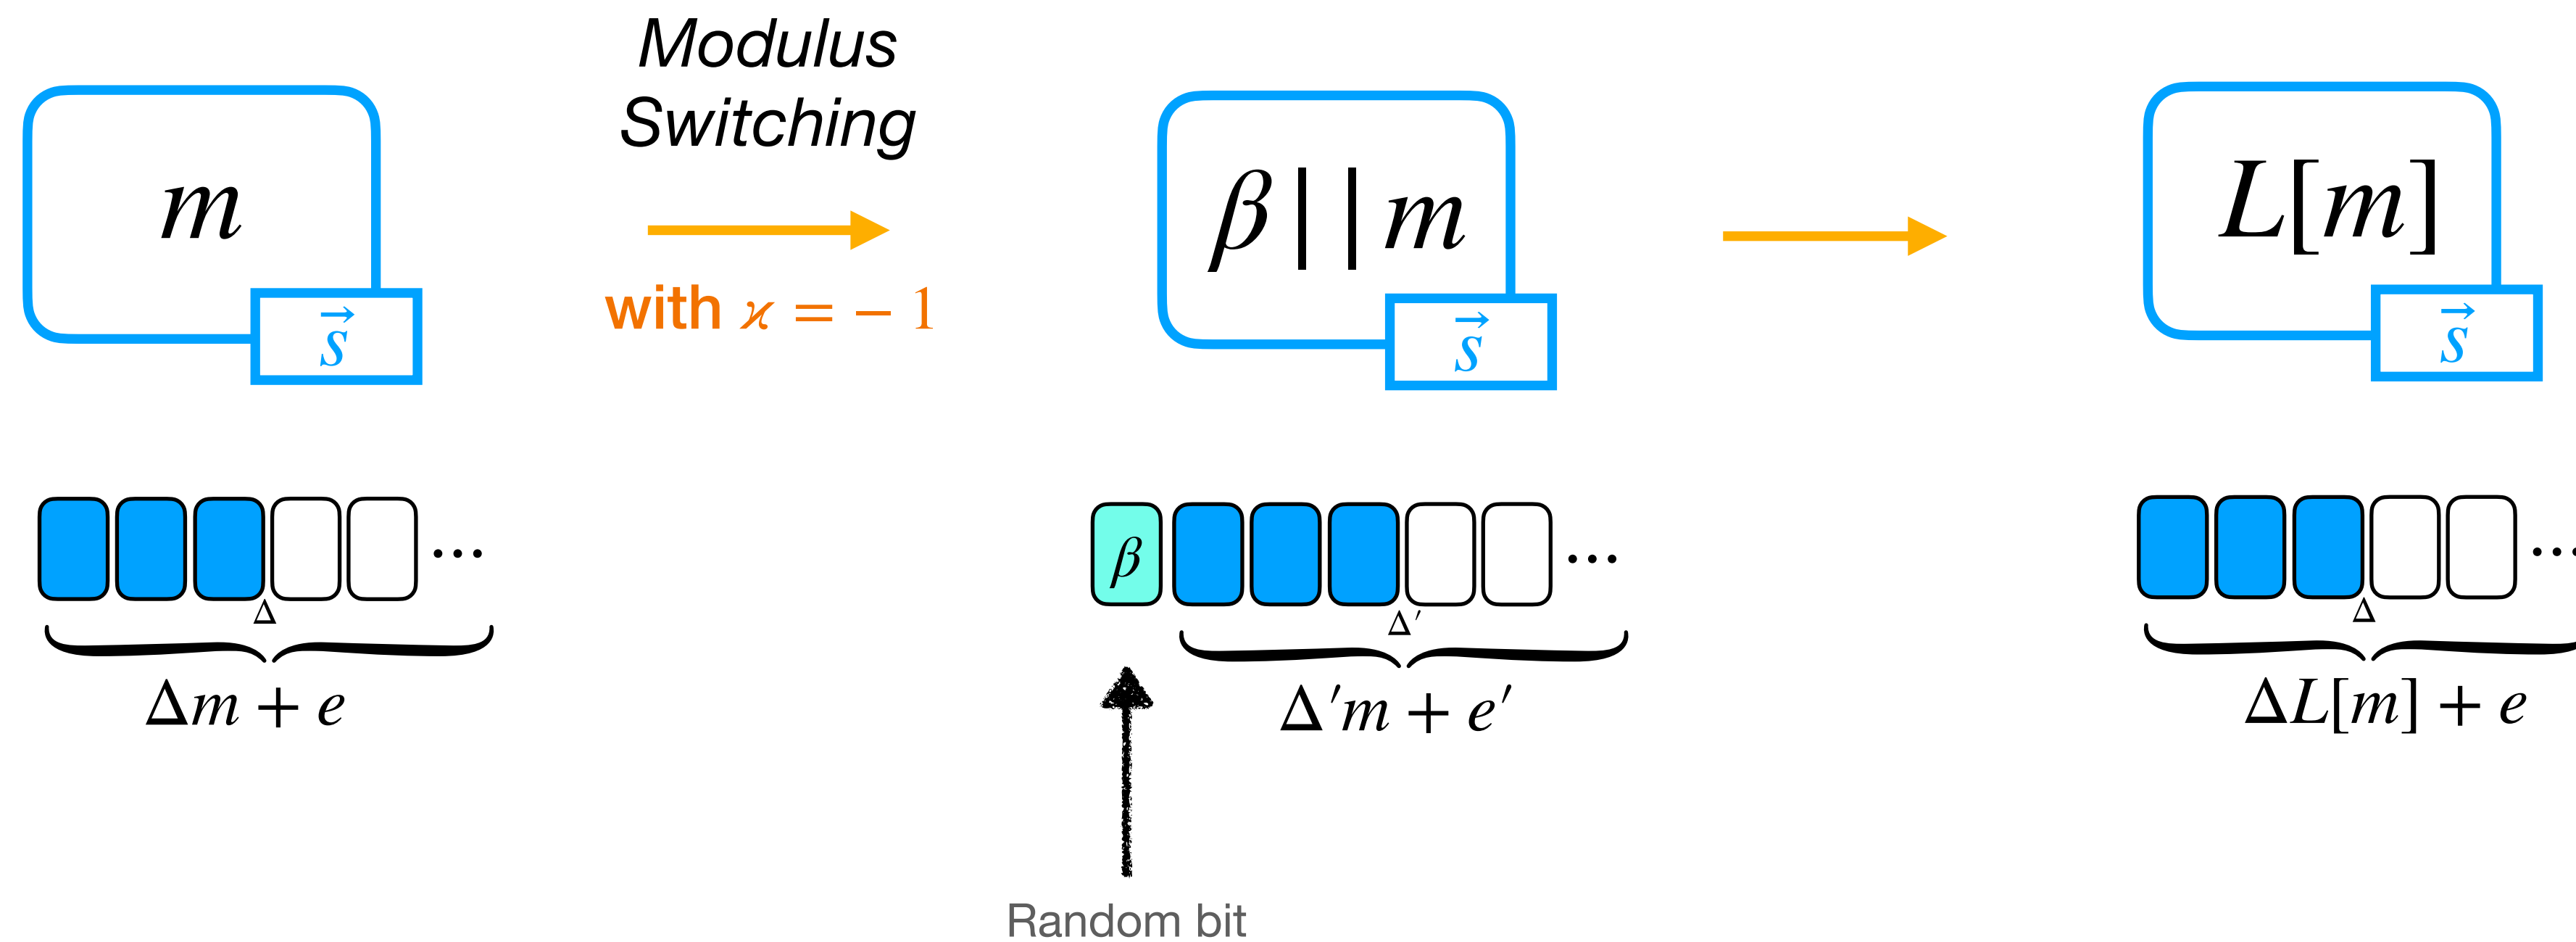 Modulus
Switching
with ϰ = − 1
m
s⃗
β||m
s⃗
L[m]
s⃗
...
Δ
Δm + e
β
...
Δ′
Δ′m + e′
...
Δ
ΔL[m] + e
Random bit